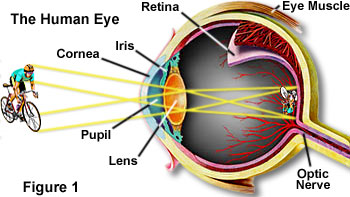 The Human Eye
Retina
Eye Muscle
Iris
Cornea
Pupil
Lens
Optic
Nerve
Figure 1